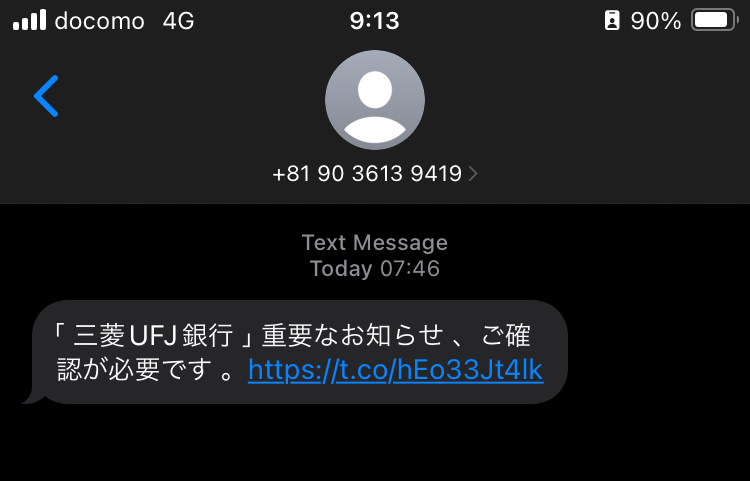 docomo 4G 9:13 90%
+81 90 3613 9419
Text Message
Today 07:46
「 三菱UFJ銀行 」重要なお知らせ 、ご確
認が必要です 。https://t.co/hEo33Jt4lk